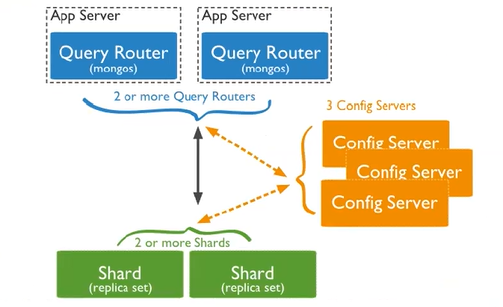 App Server
App Server
Query Router
(mongos)
Query Router
(mongos)
2 or more Query Routers
3 Config Servers
Config Server
Config Server
Config Server
2 or more Shards
Shard
(replica set)
Shard
(replica set)